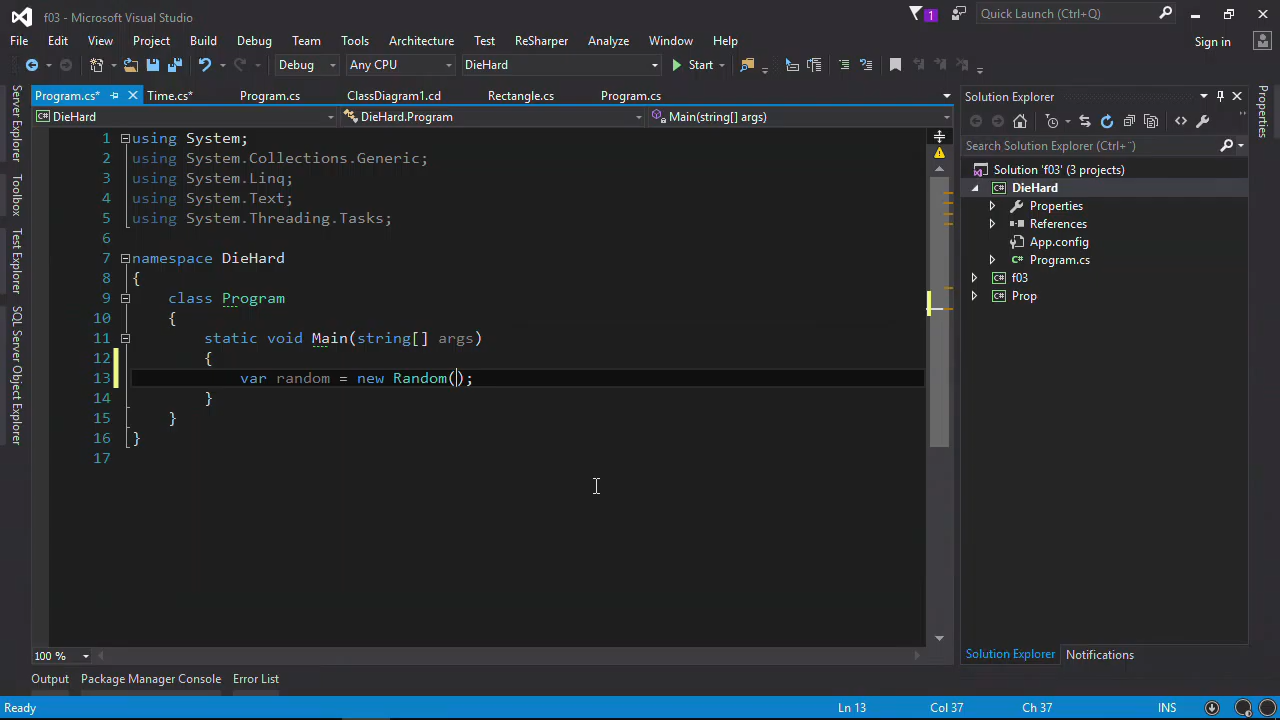 f03 - Microsoft Visual Studio
1
Quick Launch (Ctrl+Q)
File Edit View Project Build Debug Team Tools Architecture Test ReSharper Analyze Window Help
Sign in
Debug Any CPU DieHard Start
Program.cs* Time.cs* Program.cs ClassDiagram1.cd Rectangle.cs Program.cs
DieHard DieHard.Program Main(string[] args)
Server Explorer
Toolbox
Test Explorer
SQL Server Object Explorer
1 using System;
2 using System.Collections.Generic;
3 using System.Linq;
4 using System.Text;
5 using System.Threading.Tasks;
6
7 namespace DieHard
8 {
9 class Program
10 {
11 static void Main(string[] args)
12 {
13 var random = new Random();
14 }
15 }
16 }
17
100 %
Solution Explorer
Search Solution Explorer (Ctrl+¨)
Solution 'f03' (3 projects)
C# DieHard
Properties
References
App.config
C# Program.cs
C# f03
C# Prop
Solution Explorer Notifications
Properties
Output Package Manager Console Error List
Ready Ln 13 Col 37 Ch 37 INS